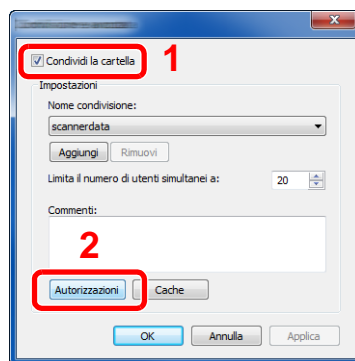 Condividi la cartella
1
Impostazioni
Nome condivisione:
scannerdata
Aggiungi Rimuovi
Limita il numero di utenti simultanei a: 20
Commenti:
2
Autorizzazioni Cache
OK Annulla Applica